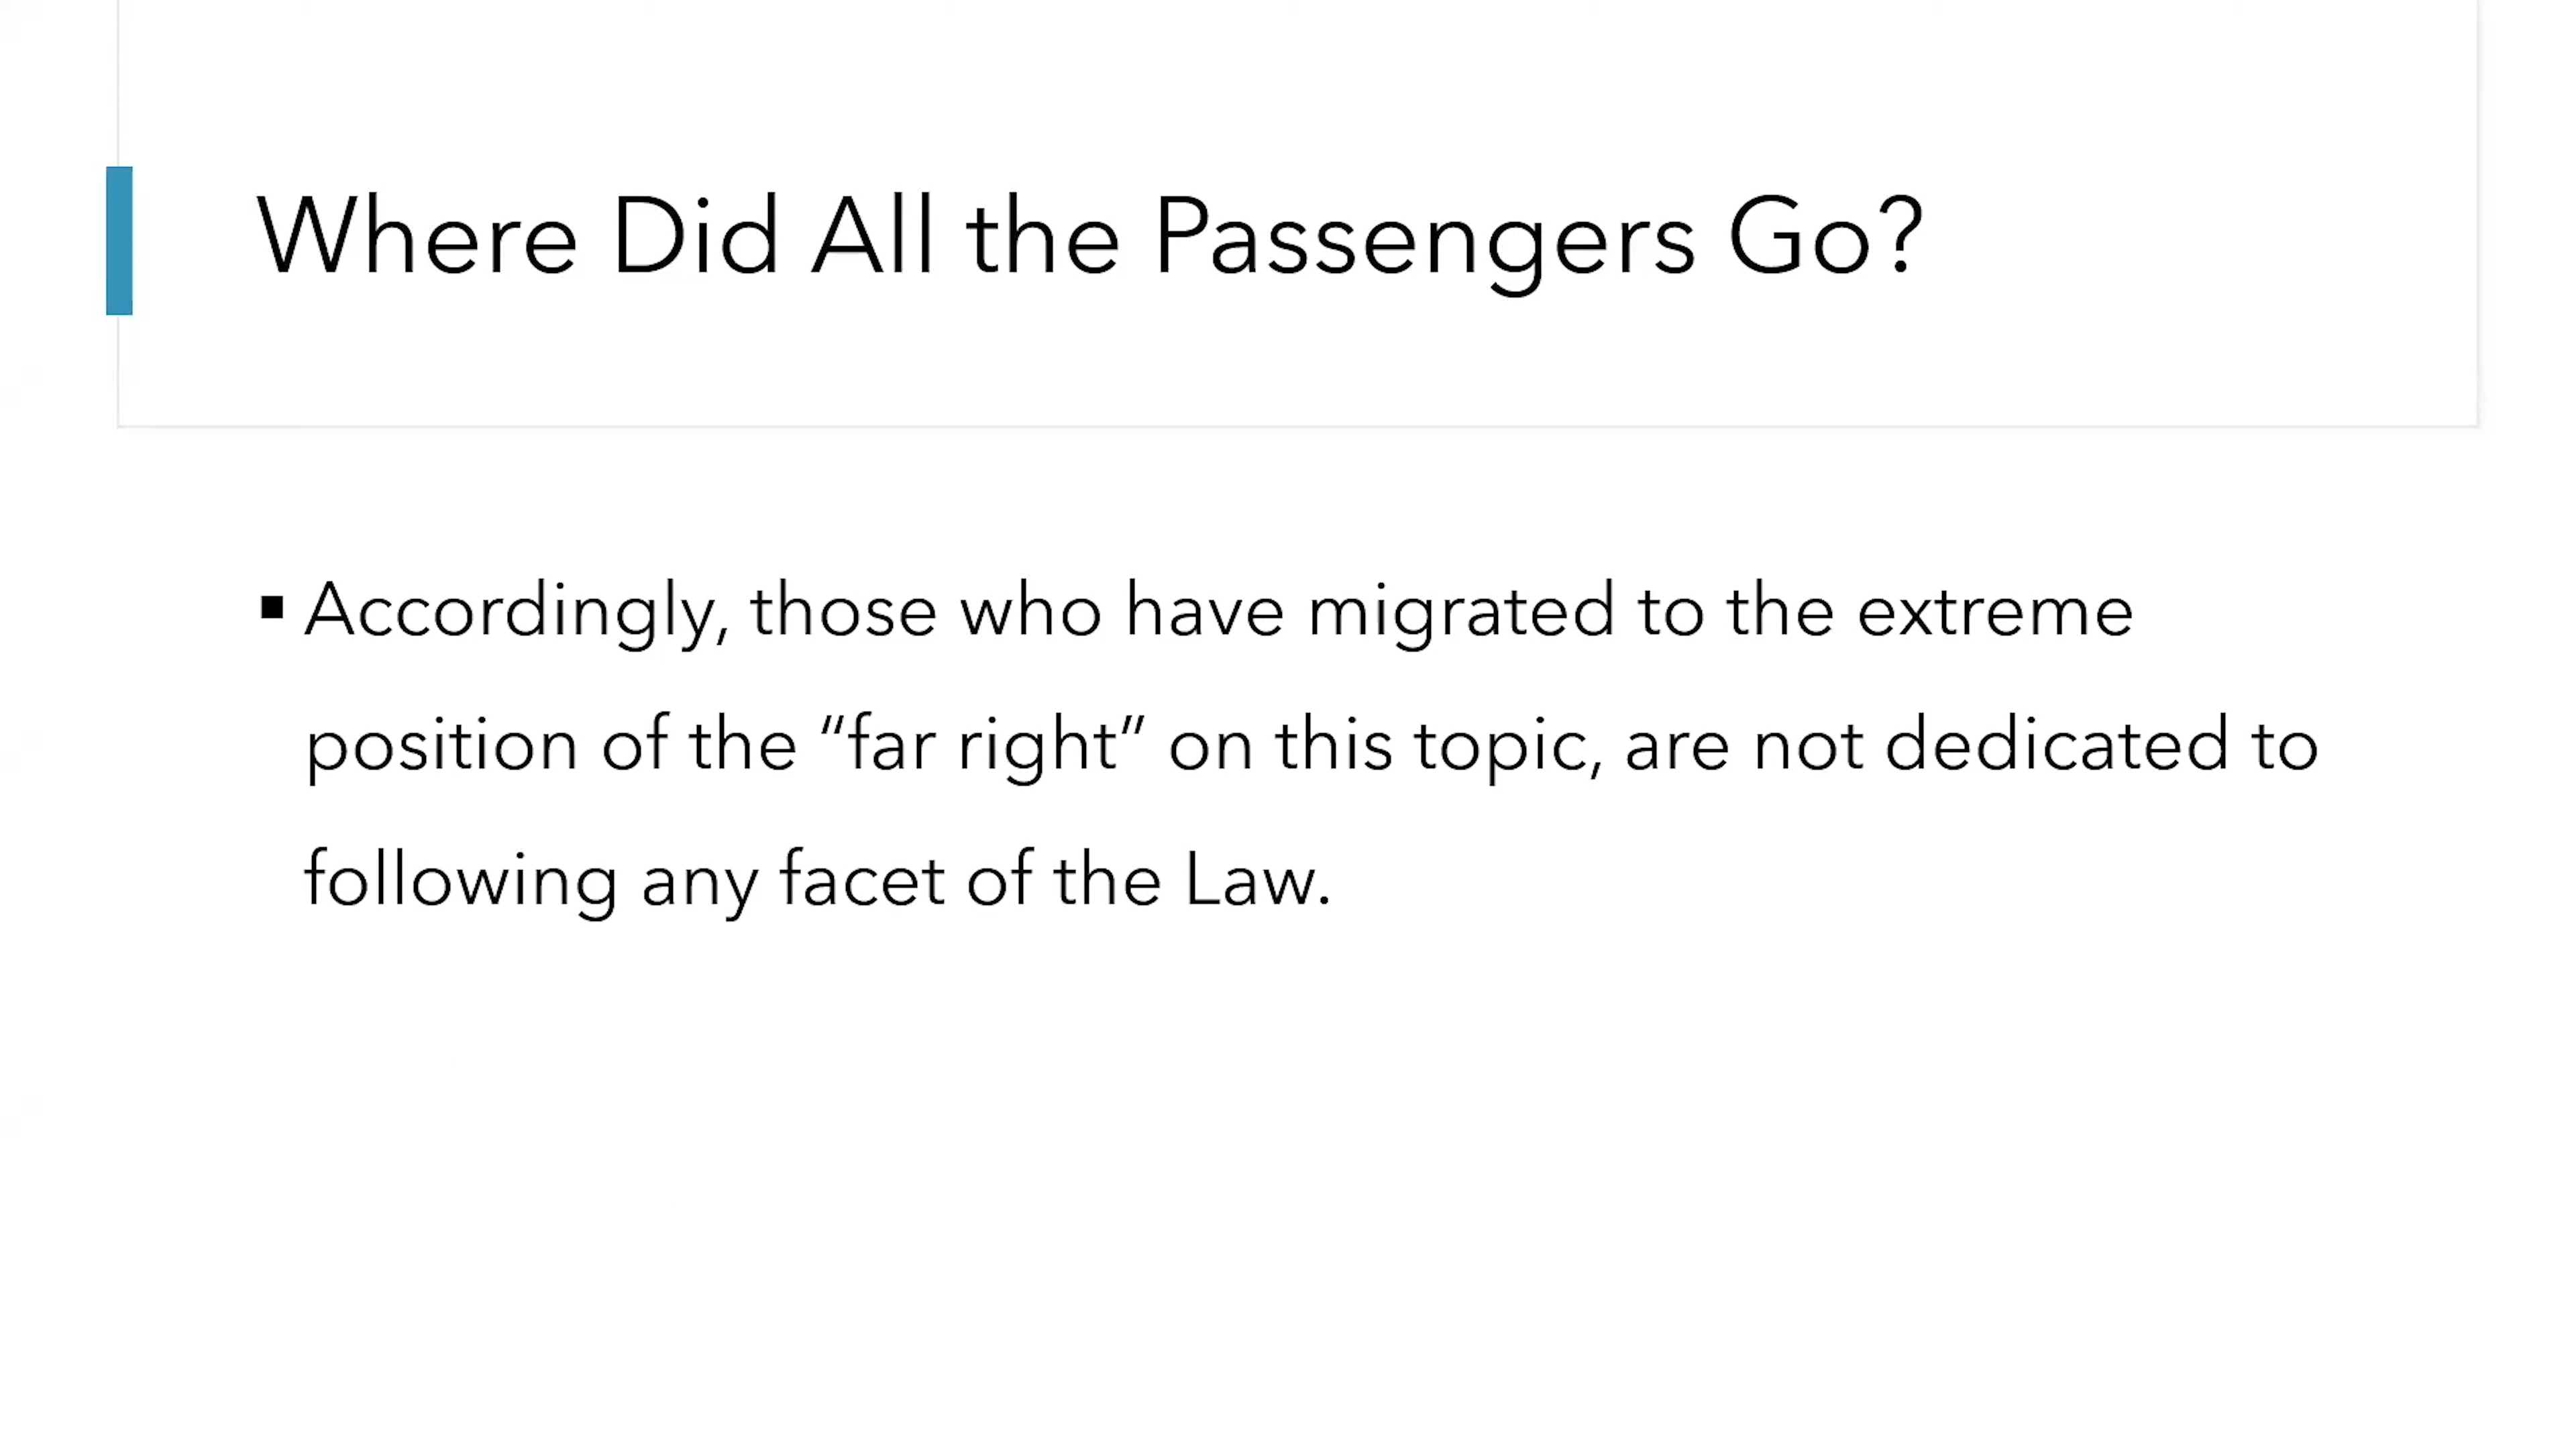 Where Did All the Passengers Go?
▪ Accordingly, those who have migrated to the extreme
position of the “far right” on this topic, are not dedicated to
following any facet of the Law.